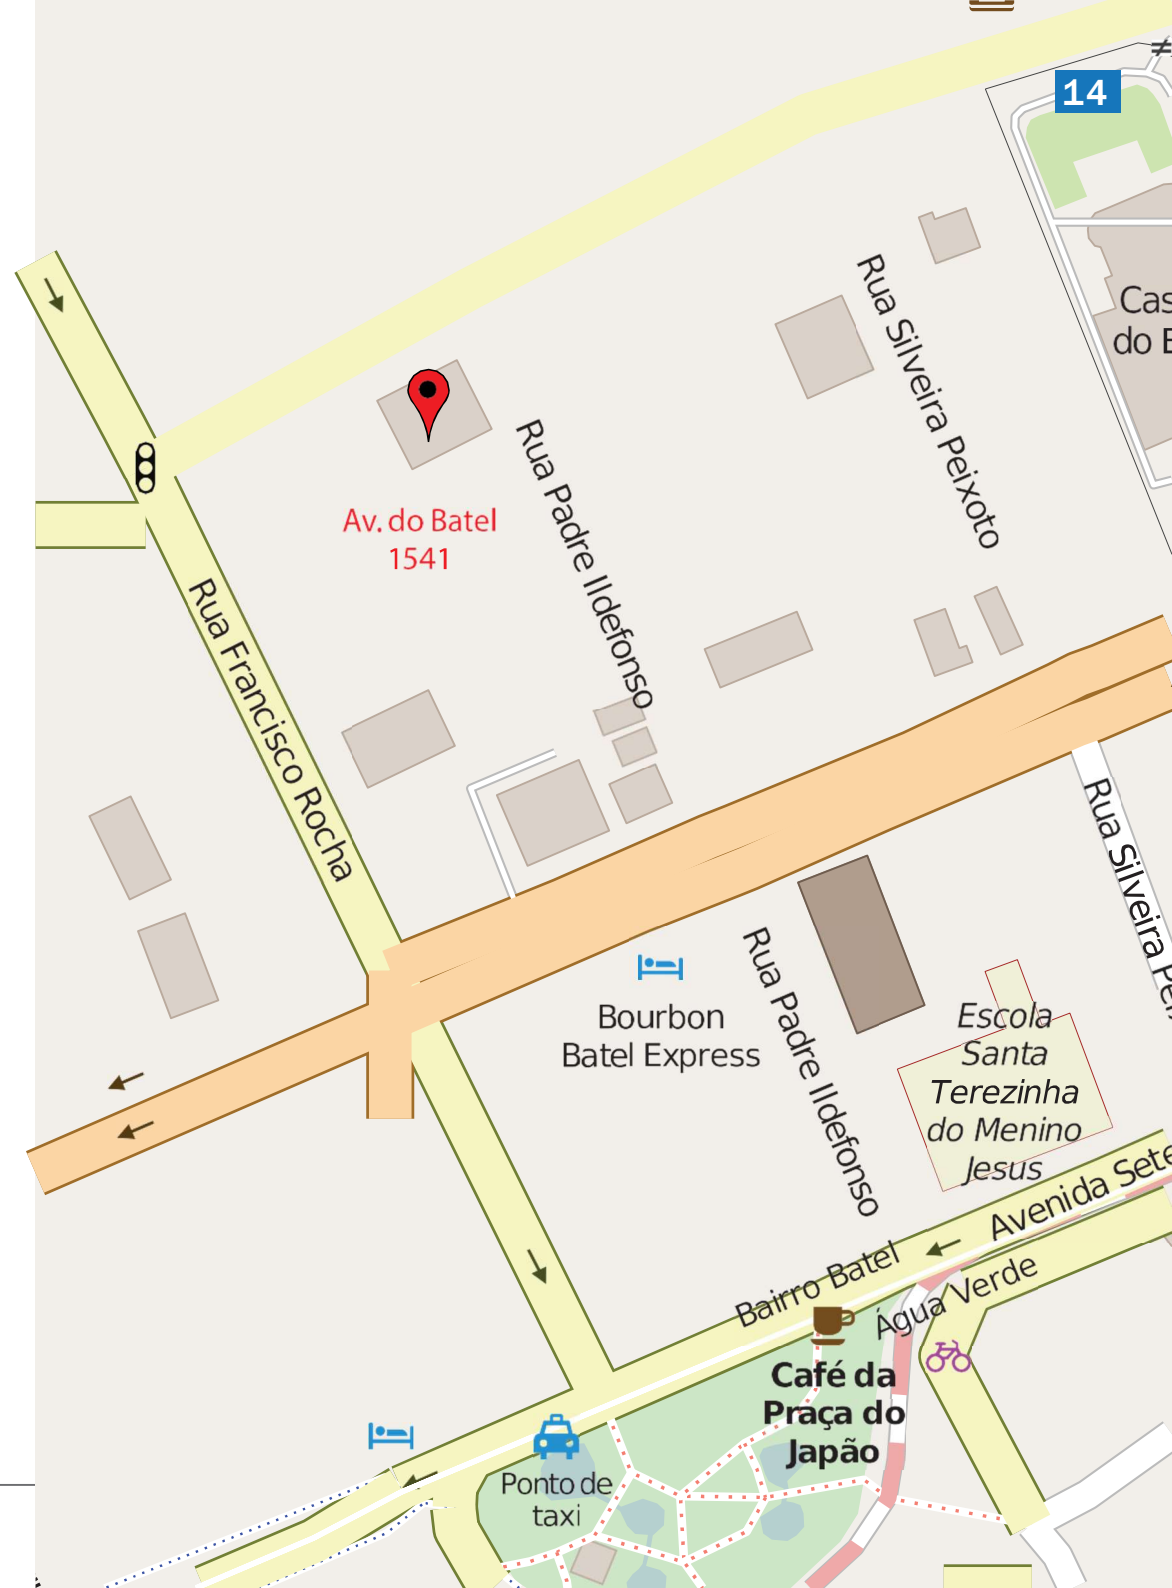 14
Rua Silveira Peixoto
do
Rua Padre Ildefonso
Av. do Batel
1541
Rua Francisco Rocha
Rua Silveira
Bourbon
Batel Express
Rua Padre Ildefonso
Escola
Santa
Terezinha
do Menino
Jesus
Avenida Sete
Bairro Batel
Água Verde
Café da
Praça do
Japão
Ponto de
taxi